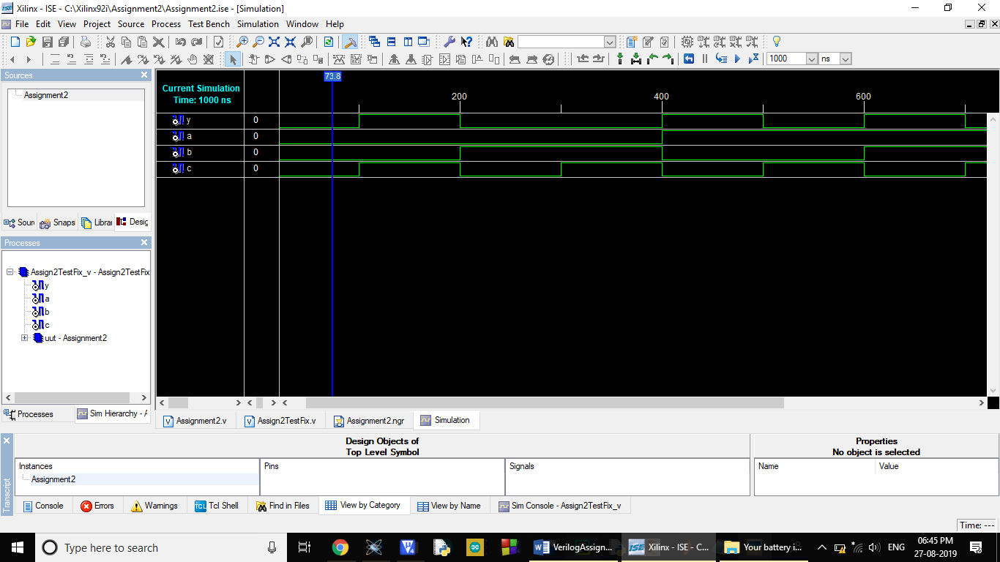 Xilinx - ISE - C:\Xilinx92i\Assignment2\Assignment2.ise - [Simulation]
File Edit View Project Source Process Test Bench Simulation Window Help
1000 ns
Sources
Assignment2
Sour Snaps Librai Desig
Processes
Assign2TestFix_v - Assign2TestFix
y
a
b
c
uut - Assignment2
Processes Sim Hierarchy - A
73.8
Current Simulation
Time: 1000 ns
200 400 600
y 0
a 0
b 0
c 0
Assignment2.v Assign2TestFix.v Assignment2.ngr Simulation
Transcript
Design Objects of
Top Level Symbol
Properties
No object is selected
Instances Pins Signals Name Value
Assignment2
Console Errors Warnings TCL Tcl Shell Find in Files View by Category View by Name Sim Console - Assign2TestFix_v
Time: ---
Type here to search
VerilogAssign...
ISE Xilinx - ISE - C...
Your battery i...
ENG
06:45 PM
27-08-2019